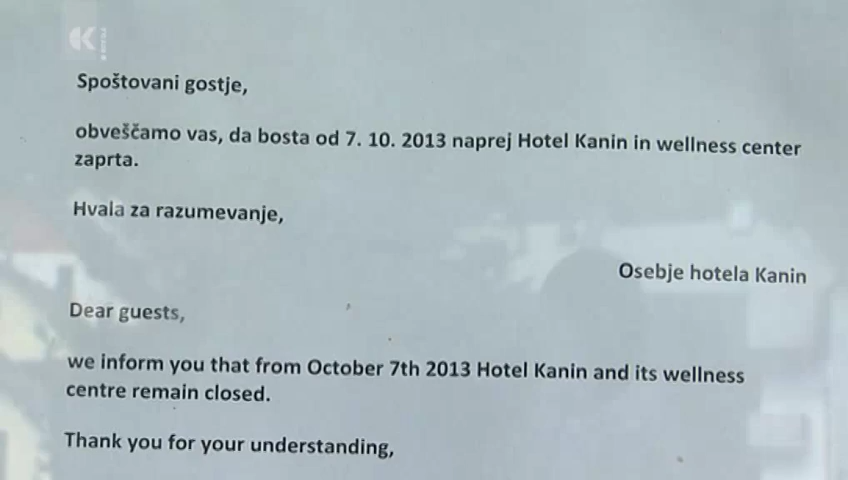 Spoštovani gostje,
obveščamo vas, da bosta od 7. 10. 2013 naprej Hotel Kanin in wellness center
zaprta.
Hvala za razumevanje,
Osebje hotela Kanin
Dear guests,
we inform you that from October 7th 2013 Hotel Kanin and its wellness
centre remain closed.
Thank you for your understanding,